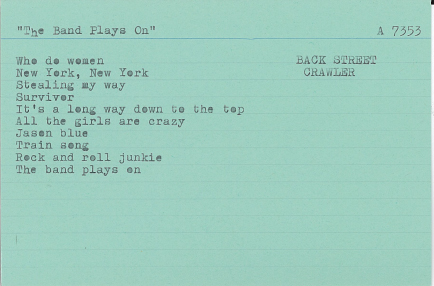 "The Band Plays On" A 7353
Who do women BACK STREET
New York, New York CRAWLER
Stealing my way
Survivor
It's a long way down to the top
All the girls are crazy
Jason blue
Train song
Rock and roll junkie
The band plays on